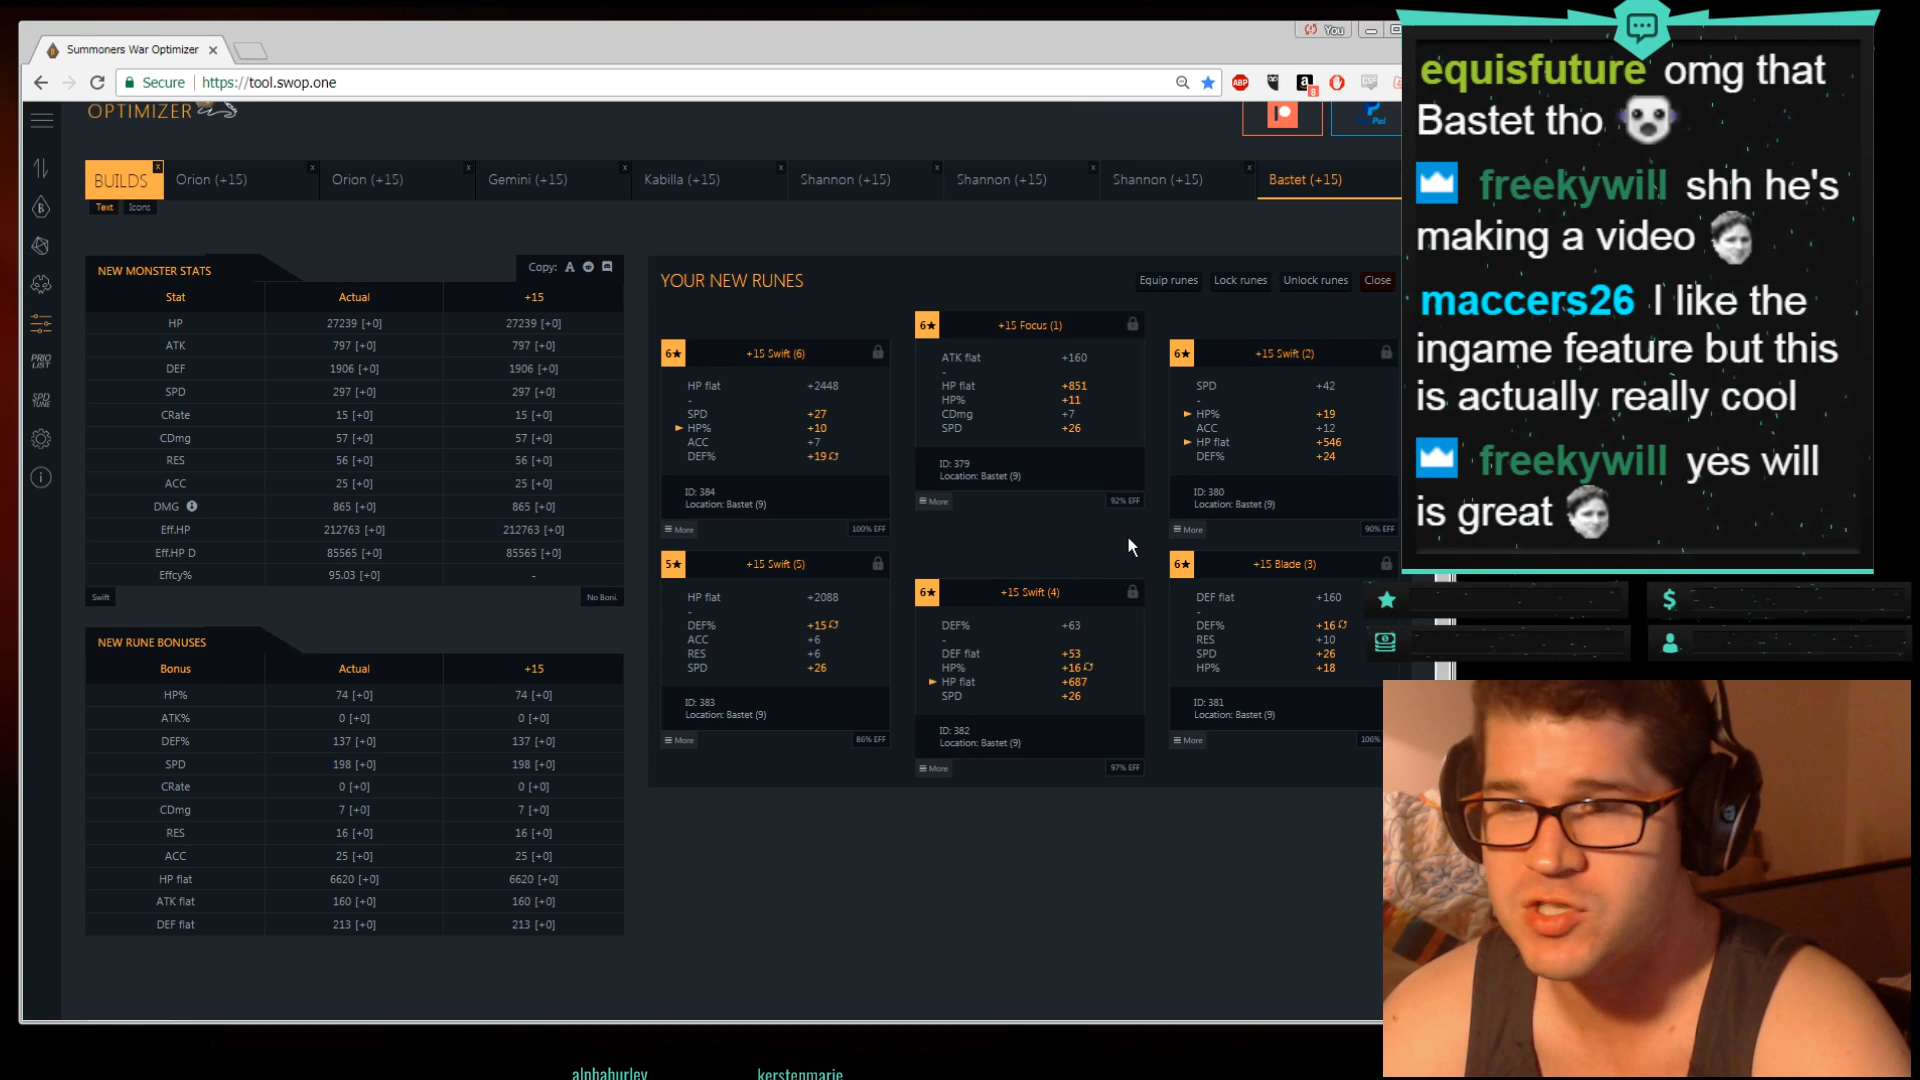 You
Summoners War Optimizer
Secure https://tool.swop.one
ABP
8
OPTIMIZER
BUILDS
Orion (+15)
Orion (+15)
Gemini (+15)
Kabilla (+15)
Shannon (+15)
Shannon (+15)
Shannon (+15)
Bastet (+15)
Text
Icons
PRIO
LIST
SPD
TUNE
NEW MONSTER STATS
Copy: A
Stat Actual +15
HP 27239 [+0] 27239 [+0]
ATK 797 [+0] 797 [+0]
DEF 1906 [+0] 1906 [+0]
SPD 297 [+0] 297 [+0]
CRate 15 [+0] 15 [+0]
CDmg 57 [+0] 57 [+0]
RES 56 [+0] 56 [+0]
ACC 25 [+0] 25 [+0]
DMG 865 [+0] 865 [+0]
Eff.HP 212763 [+0] 212763 [+0]
Eff.HP D 85565 [+0] 85565 [+0]
Effcy% 95.03 [+0] -
Swift
No Boni.
NEW RUNE BONUSES
Bonus Actual +15
HP% 74 [+0] 74 [+0]
ATK% 0 [+0] 0 [+0]
DEF% 137 [+0] 137 [+0]
SPD 198 [+0] 198 [+0]
CRate 0 [+0] 0 [+0]
CDmg 7 [+0] 7 [+0]
RES 16 [+0] 16 [+0]
ACC 25 [+0] 25 [+0]
HP flat 6620 [+0] 6620 [+0]
ATK flat 160 [+0] 160 [+0]
DEF flat 213 [+0] 213 [+0]
YOUR NEW RUNES
Equip runes
Lock runes
Unlock runes
Close
6★ +15 Swift (6)
HP flat +2448
-
SPD +27
HP% +10
ACC +7
DEF% +19
ID: 384
Location: Bastet (9)
More
100% EFF
6★ +15 Focus (1)
ATK flat +160
-
HP flat +851
HP% +11
CDmg +7
SPD +26
ID: 379
Location: Bastet (9)
More
92% EFF
6★ +15 Swift (2)
SPD +42
-
HP% +19
ACC +12
HP flat +546
DEF% +24
ID: 380
Location: Bastet (9)
More
90% EFF
5★ +15 Swift (5)
HP flat +2088
-
DEF% +15
ACC +6
RES +6
SPD +26
ID: 383
Location: Bastet (9)
More
86% EFF
6★ +15 Swift (4)
DEF% +63
-
DEF flat +53
HP% +16
HP flat +687
SPD +26
ID: 382
Location: Bastet (9)
More
97% EFF
6★ +15 Blade (3)
DEF flat +160
-
DEF% +16
RES +10
SPD +26
HP% +18
ID: 381
Location: Bastet (9)
More
106%
equisfuture omg that
Bastet tho
freekywill shh he's
making a video
maccers26 I like the
ingame feature but this
is actually really cool
freekywill yes will
is great
alphahurley
kerstenmarie